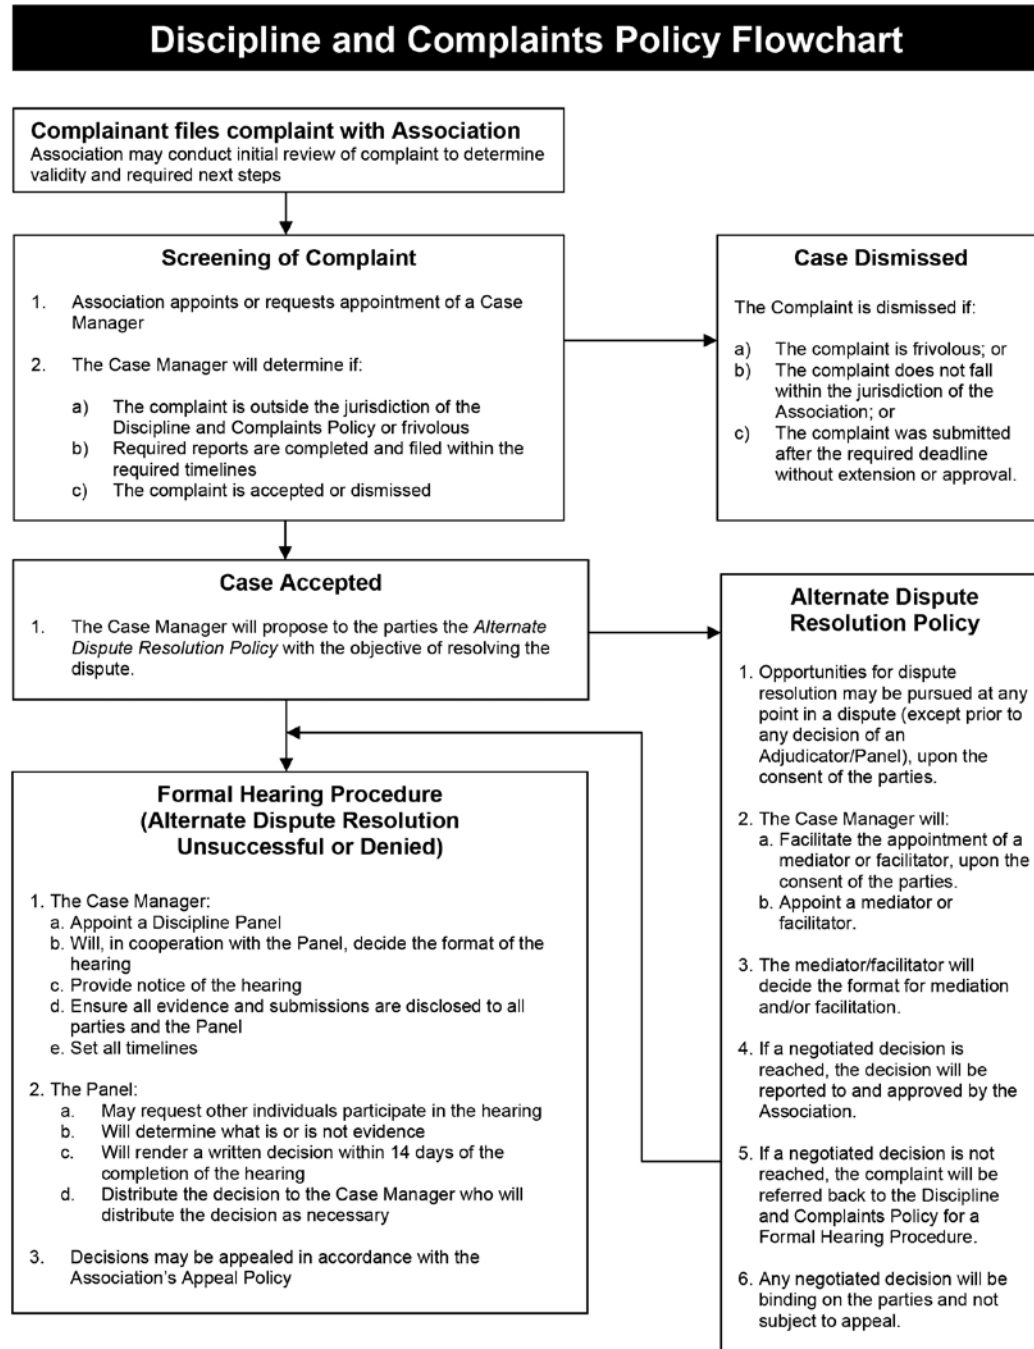 Discipline and Complaints Policy Flowchart
Complainant files complaint with Association
Association may conduct initial review of complaint to determine
validity and required next steps
Screening of Complaint
1. Association appoints or requests appointment of a Case
Manager
2. The Case Manager will determine if:
a) The complaint is outside the jurisdiction of the
Discipline and Complaints Policy or frivolous
b) Required reports are completed and filed within the
required timelines
c) The complaint is accepted or dismissed
Case Dismissed
The Complaint is dismissed if:
a) The complaint is frivolous; or
b) The complaint does not fall
within the jurisdiction of the
Association; or
c) The complaint was submitted
after the required deadline
without extension or approval.
Case Accepted
1. The Case Manager will propose to the parties the Alternate
Dispute Resolution Policy with the objective of resolving the
dispute.
Alternate Dispute
Resolution Policy
1. Opportunities for dispute
resolution may be pursued at any
point in a dispute (except prior to
any decision of an
Adjudicator/Panel), upon the
consent of the parties.
2. The Case Manager will:
a. Facilitate the appointment of a
mediator or facilitator, upon the
consent of the parties.
b. Appoint a mediator or
facilitator.
3. The mediator/facilitator will
decide the format for mediation
and/or facilitation.
4. If a negotiated decision is
reached, the decision will be
reported to and approved by the
Association.
5. If a negotiated decision is not
reached, the complaint will be
referred back to the Discipline
and Complaints Policy for a
Formal Hearing Procedure.
6. Any negotiated decision will be
binding on the parties and not
subject to appeal.
Formal Hearing Procedure
(Alternate Dispute Resolution
Unsuccessful or Denied)
1. The Case Manager:
a. Appoint a Discipline Panel
b. Will, in cooperation with the Panel, decide the format of the
hearing
c. Provide notice of the hearing
d. Ensure all evidence and submissions are disclosed to all
parties and the Panel
e. Set all timelines
2. The Panel:
a. May request other individuals participate in the hearing
b. Will determine what is or is not evidence
c. Will render a written decision within 14 days of the
completion of the hearing
d. Distribute the decision to the Case Manager who will
distribute the decision as necessary
3. Decisions may be appealed in accordance with the
Association's Appeal Policy